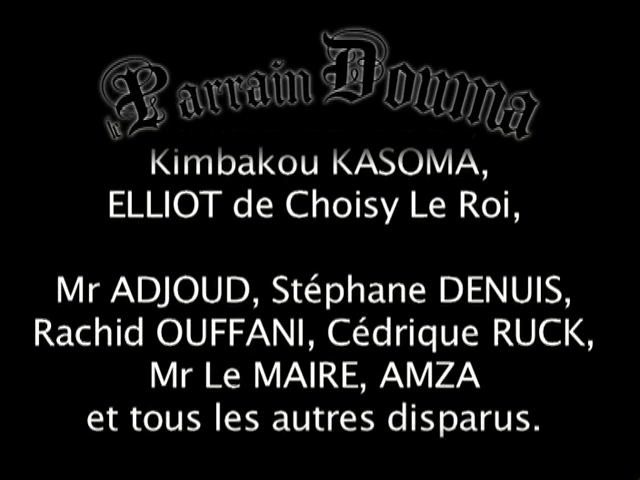 le Parrain Douma
Kimbakou KASOMA,
ELLIOT de Choisy Le Roi,
Mr ADJOUD, Stéphane DENUIS,
Rachid OUFFANI, Cédrique RUCK,
Mr Le MAIRE, AMZA
et tous les autres disparus.